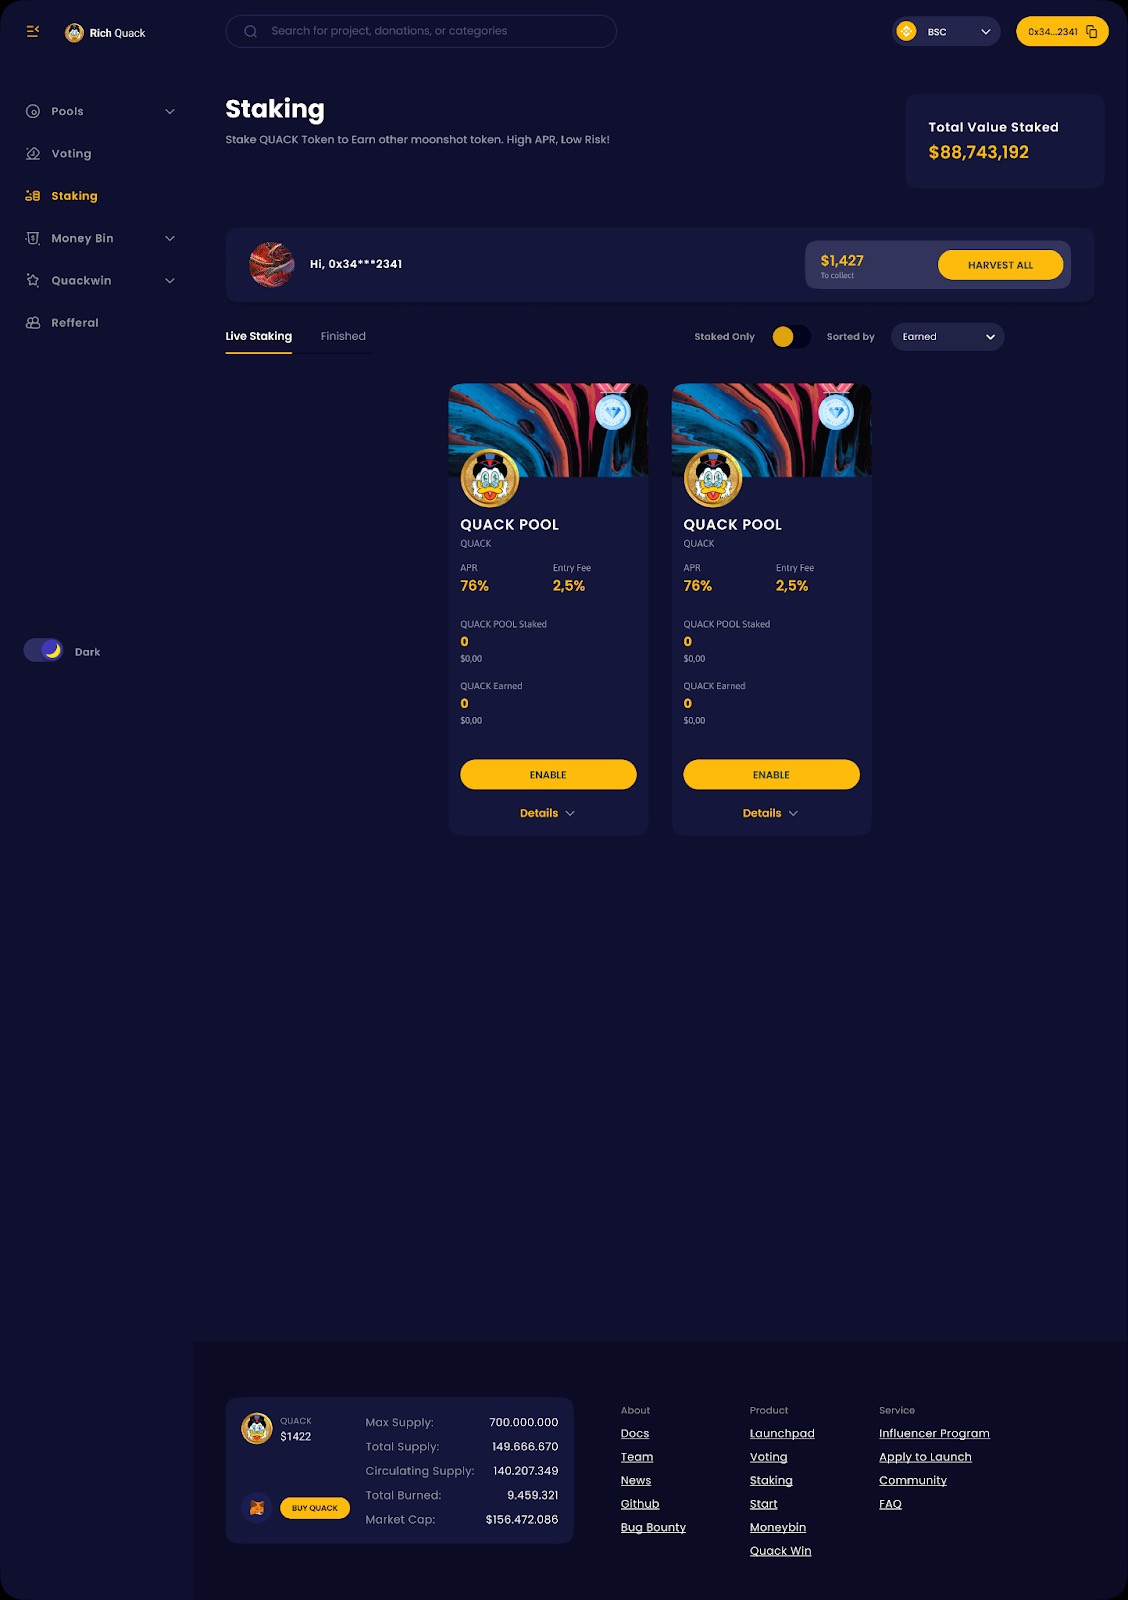 Rich Quack
Search for project, donations, or categories
BSC
0x34...2341
Pools
Voting
Staking
Money Bin
Quackwin
Refferal
Dark
Staking
Stake QUACK Token to Earn other moonshot token. High APR, Low Risk!
Total Value Staked
$88,743,192
Hi, 0x34***2341
$1,427
To collect
HARVEST ALL
Live Staking
Finished
Staked Only
Sorted by
Earned
QUACK POOL
QUACK
APR
Entry Fee
76%
2,5%
QUACK POOL Staked
0
$0,00
QUACK Earned
0
$0,00
ENABLE
Details
QUACK POOL
QUACK
APR
Entry Fee
76%
2,5%
QUACK POOL Staked
0
$0,00
QUACK Earned
0
$0,00
ENABLE
Details
QUACK
$1422
BUY QUACK
Max Supply: 700.000.000
Total Supply: 149.666.670
Circulating Supply: 140.207.349
Total Burned: 9.459.321
Market Cap: $156.472.086
About
Docs
Team
News
Github
Bug Bounty
Product
Launchpad
Voting
Staking
Start
Moneybin
Quack Win
Service
Influencer Program
Apply to Launch
Community
FAQ